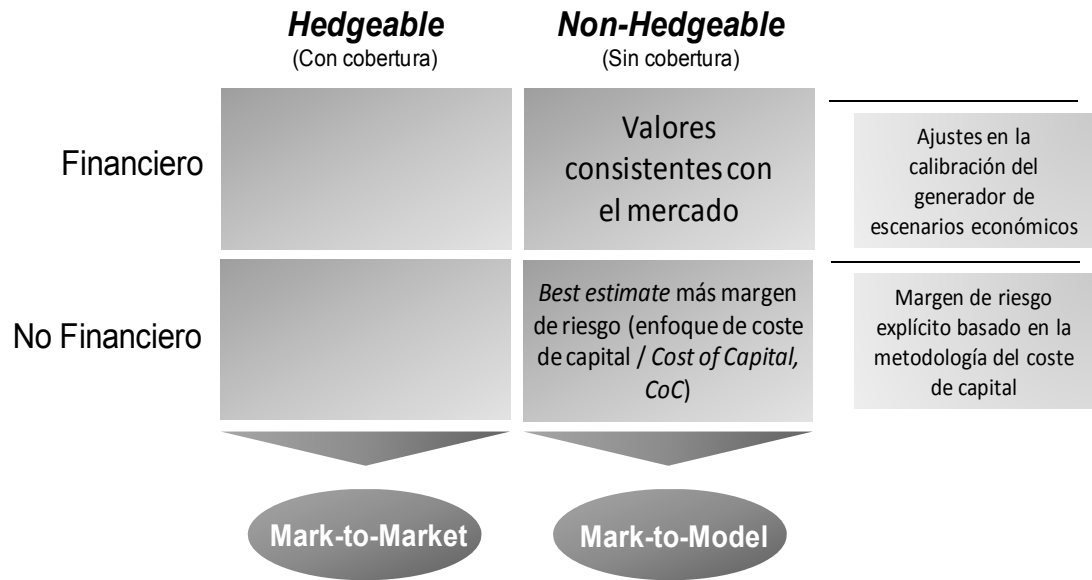 Hedgeable
(Con cobertura)
Non-Hedgeable
(Sin cobertura)
Financiero
Valores
consistentes con
el mercado
Ajustes en la
calibración del
generador de
escenarios económicos
No Financiero
Best estimate más margen
de riesgo (enfoque de coste
de capital / Cost of Capital,
CoC)
Margen de riesgo
explícito basado en la
metodología del coste
de capital
Mark-to-Market
Mark-to-Model